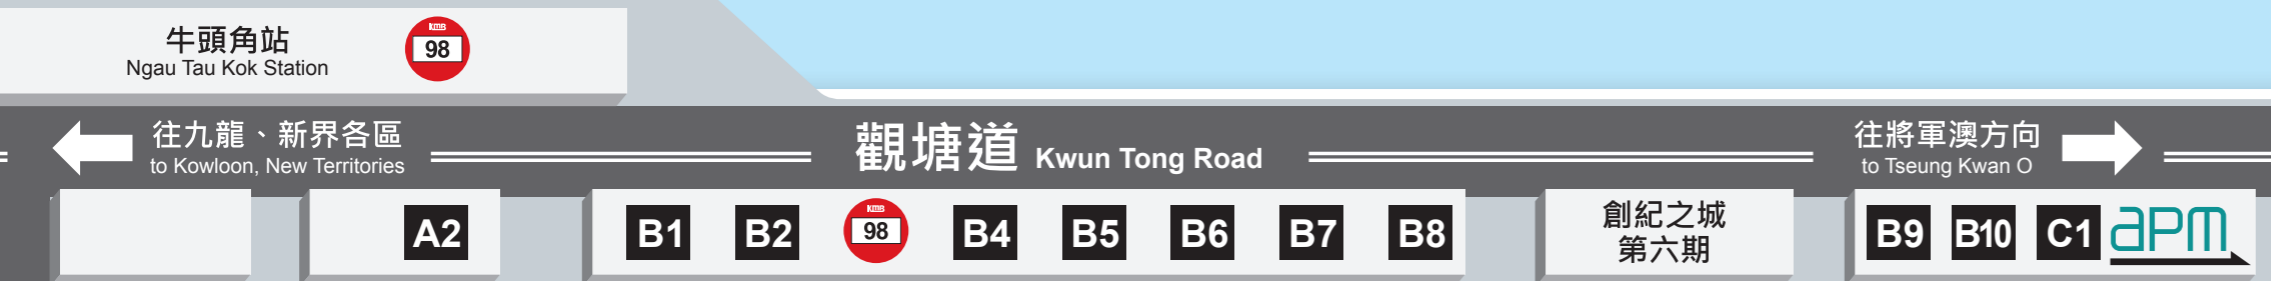 牛頭角站
Ngau Tau Kok Station
KMB
98
往九龍、新界各區
to Kowloon, New Territories
觀塘道 Kwun Tong Road
往將軍澳方向
to Tseung Kwan O
A2
B1 B2
KMB
98
B4 B5 B6 B7 B8
創紀之城
第六期
B9 B10 C1 apm